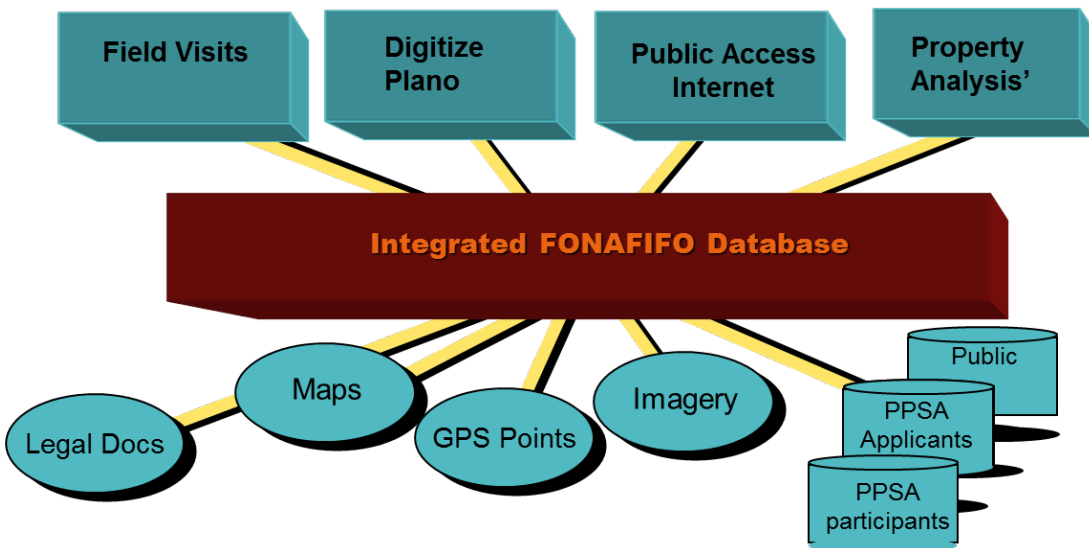 Field Visits
Digitize
Plano
Public Access
Internet
Property
Analysis’
Integrated FONAFIFO Database
Legal Docs
Maps
GPS Points
Imagery
Public
PPSA
Applicants
PPSA
participants